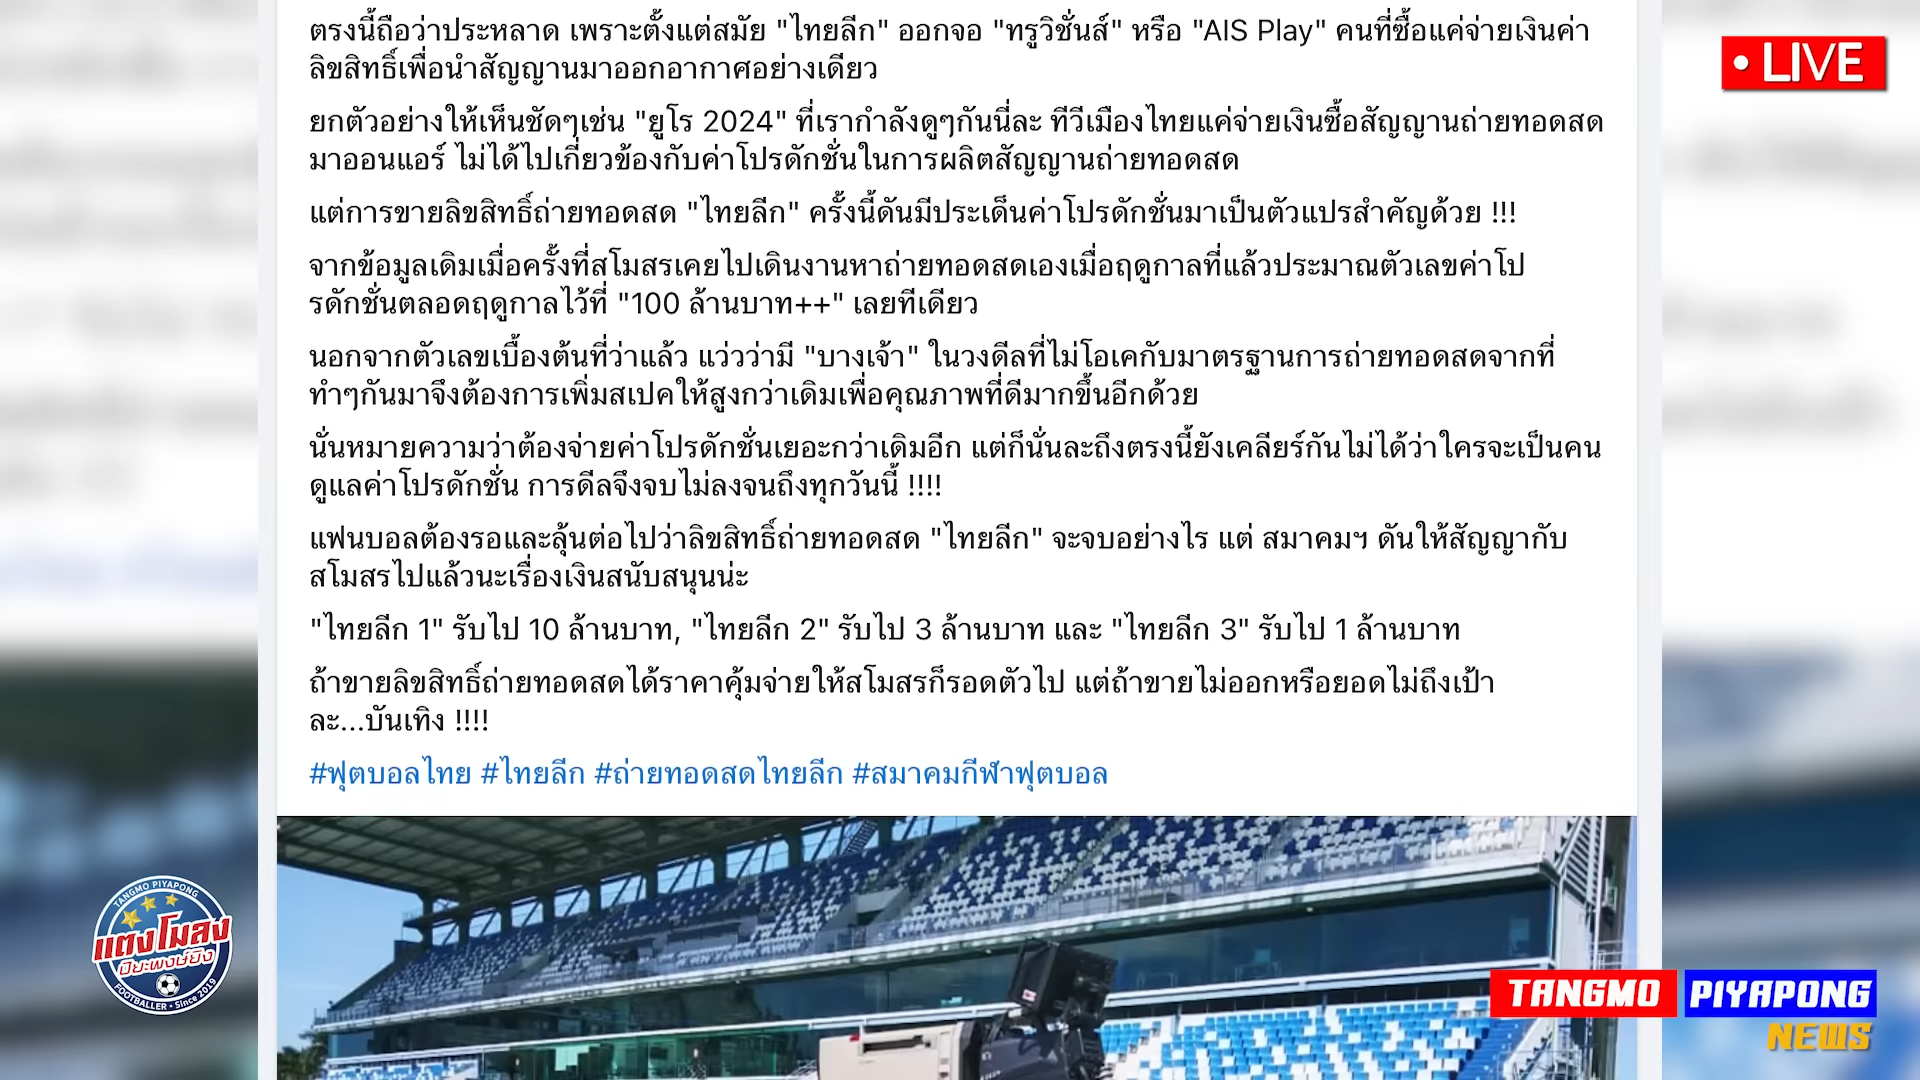 ตรงนี้ถือว่าประหลาด เพราะตั้งแต่สมัย "ไทยลีก" ออกจอ "ทรูวิชั่นส์" หรือ "AIS Play" คนที่ซื้อแค่จ่ายเงินค่า
ลิขสิทธิ์เพื่อนำสัญญานมาออกอากาศอย่างเดียว
ยกตัวอย่างให้เห็นชัดๆเช่น "ยูโร 2024" ที่เรากำลังดูๆกันนี่ละ ทีวีเมืองไทยแค่จ่ายเงินซื้อสัญญานถ่ายทอดสด
มาออนแอร์ ไม่ได้ไปเกี่ยวข้องกับค่าโปรดักชั่นในการผลิตสัญญานถ่ายทอดสด
แต่การขายลิขสิทธิ์ถ่ายทอดสด "ไทยลีก" ครั้งนี้ดันมีประเด็นค่าโปรดักชั่นมาเป็นตัวแปรสำคัญด้วย !!!
จากข้อมูลเดิมเมื่อครั้งที่สโมสรเคยไปเดินงานหาถ่ายทอดสดเองเมื่อฤดูกาลที่แล้วประมาณตัวเลขค่าโป
รดักชั่นตลอดฤดูกาลไว้ที่ "100 ล้านบาท++" เลยทีเดียว
นอกจากตัวเลขเบื้องต้นที่ว่าแล้ว แว่วว่ามี "บางเจ้า" ในวงดีลที่ไม่โอเคกับมาตรฐานการถ่ายทอดสดจากที่
ทำๆกันมาจึงต้องการเพิ่มสเปคให้สูงกว่าเดิมเพื่อคุณภาพที่ดีมากขึ้นอีกด้วย
นั่นหมายความว่าต้องจ่ายค่าโปรดักชั่นเยอะกว่าเดิมอีก แต่ก็นั่นละถึงตรงนี้ยังเคลียร์กันไม่ได้ว่าใครจะเป็นคน
ดูแลค่าโปรดักชั่น การดีลจึงจบไม่ลงจนถึงทุกวันนี้ !!!!
แฟนบอลต้องรอและลุ้นต่อไปว่าลิขสิทธิ์ถ่ายทอดสด "ไทยลีก" จะจบอย่างไร แต่ สมาคมฯ ดันให้สัญญากับ
สโมสรไปแล้วนะเรื่องเงินสนับสนุนน่ะ
"ไทยลีก 1" รับไป 10 ล้านบาท, "ไทยลีก 2" รับไป 3 ล้านบาท และ "ไทยลีก 3" รับไป 1 ล้านบาท
ถ้าขายลิขสิทธิ์ถ่ายทอดสดได้ราคาคุ้มจ่ายให้สโมสรก็รอดตัวไป แต่ถ้าขายไม่ออกหรือยอดไม่ถึงเป้า
ละ...บันเทิง !!!!
#ฟุตบอลไทย #ไทยลีก #ถ่ายทอดสดไทยลีก #สมาคมกีฬาฟุตบอล
LIVE
TANGMO PIYAPONG
แตงโมลง
ปิยะพงษ์ยิง
FOOTBALLER • Since 2019
TANGMO PIYAPONG
NEWS